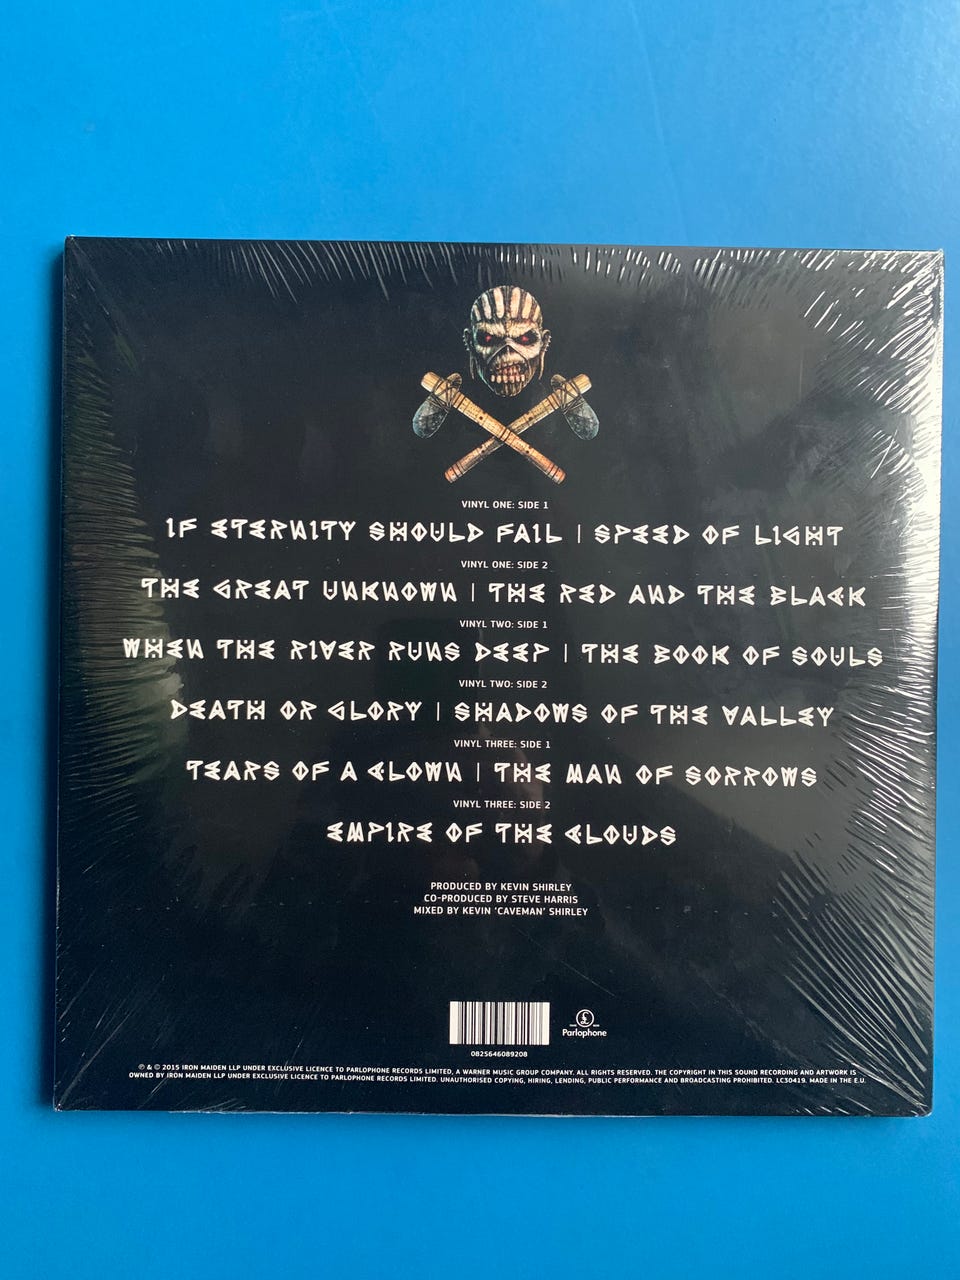 VINYL ONE: SIDE 1
IF ETERNITY SHOULD FAIL | SPEED OF LIGHT
VINYL ONE: SIDE 2
THE GREAT UNKNOWN | THE RED AND THE BLACK
VINYL TWO: SIDE 1
WHEN THE RIVER RUNS DEEP | THE BOOK OF SOULS
VINYL TWO: SIDE 2
DEATH OR GLORY | SHADOWS OF THE VALLEY
VINYL THREE: SIDE 1
TEARS OF A CLOWN | THE MAN OF SORROWS
VINYL THREE: SIDE 2
EMPIRE OF THE CLOUDS
PRODUCED BY KEVIN SHIRLEY
CO-PRODUCED BY STEVE HARRIS
MIXED BY KEVIN 'CAVEMAN' SHIRLEY
0825646089208
£
Parlophone
℗ & © 2015 IRON MAIDEN LLP UNDER EXCLUSIVE LICENCE TO PARLOPHONE RECORDS LIMITED, A WARNER MUSIC GROUP COMPANY. ALL RIGHTS RESERVED. THE COPYRIGHT IN THIS SOUND RECORDING AND ARTWORK IS
OWNED BY IRON MAIDEN LLP UNDER EXCLUSIVE LICENCE TO PARLOPHONE RECORDS LIMITED. UNAUTHORISED COPYING, HIRING, LENDING, PUBLIC PERFORMANCE AND BROADCASTING PROHIBITED. LC30419. MADE IN THE E.U.